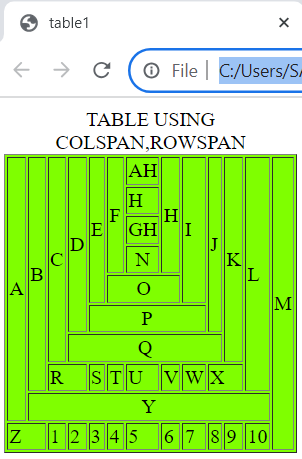 table1
File
C:/Users/SA
TABLE USING
COLSPAN,ROWSPAN
A B C D E F AH H I J K L M
H
GH
N
O
P
Q
R S T U V W X
Y
Z 1 2 3 4 5 6 7 8 9 10